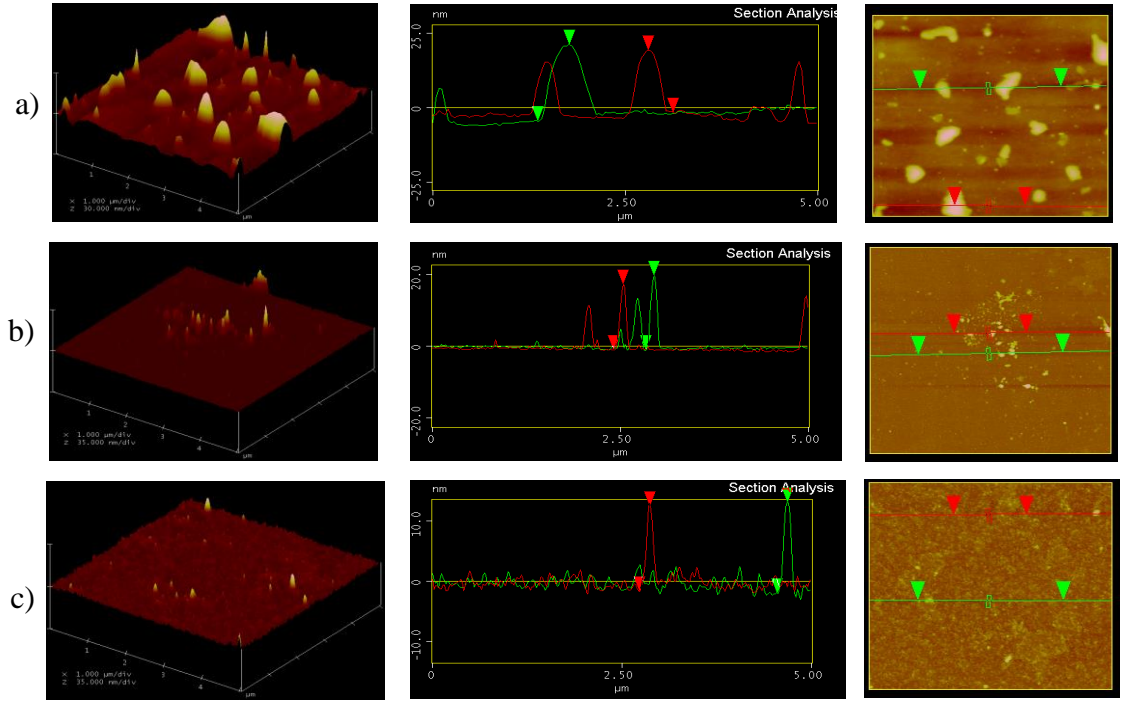 a)
1
2
3
4
μm
X 1.000 μm/div
Z 30.000 nm/div
nm
Section Analysis
25.0
0
-25.0
0
2.50
5.00
μm
b)
1
2
3
4
μm
X 1.000 μm/div
Z 35.000 nm/div
nm
Section Analysis
20.0
0
-20.0
0
2.50
5.00
μm
c)
1
2
3
4
μm
X 1.000 μm/div
Z 35.000 nm/div
nm
Section Analysis
10.0
0
-10.0
0
2.50
5.00
μm